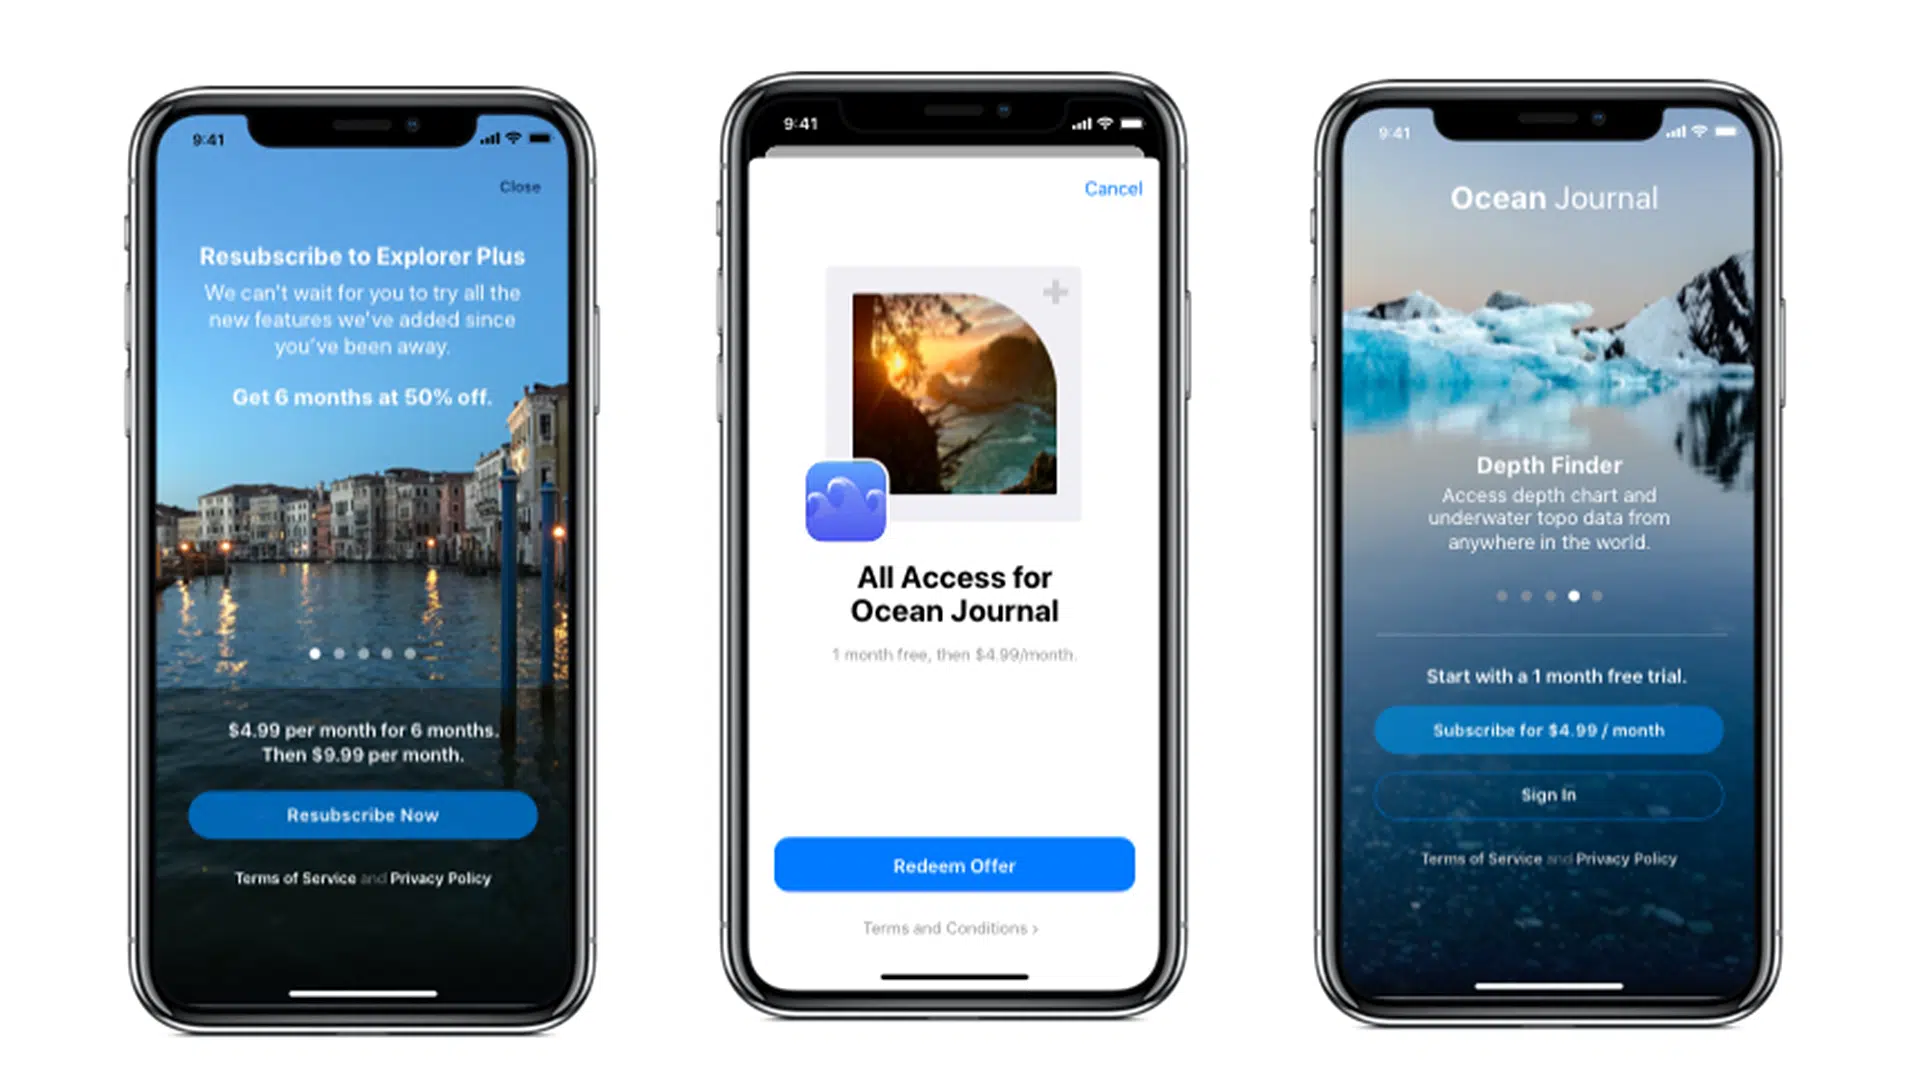 9:41
Close
Resubscribe to Explorer Plus
We can't wait for you to try all the
new features we've added since
you've been away.
Get 6 months at 50% off.
$4.99 per month for 6 months.
Then $9.99 per month.
Resubscribe Now
Terms of Service and Privacy Policy
9:41
Cancel
All Access for
Ocean Journal
1 month free, then $4.99/month.
Redeem Offer
Terms and Conditions ›
9:41
Ocean Journal
Depth Finder
Access depth chart and
underwater topo data from
anywhere in the world.
Start with a 1 month free trial.
Subscribe for $4.99 / month
Sign In
Terms of Service and Privacy Policy